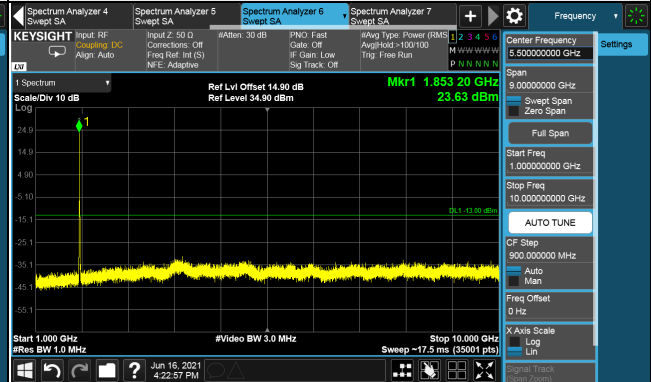 Spectrum Analyzer 4
Swept SA
Spectrum Analyzer 5
Swept SA
Spectrum Analyzer 6
Swept SA
Spectrum Analyzer 7
Swept SA
+
Frequency
KEYSIGHT
Input: RF
Coupling: DC
Align: Auto
Input Z: 50 Ω
Corrections: Off
Freq Ref: Int (S)
NFE: Adaptive
#Atten: 30 dB
PNO: Fast
Gate: Off
IF Gain: Low
Sig Track: Off
#Avg Type: Power (RMS
Avg|Hold:>100/100
Trig: Free Run
1 2 3 4 5 6
M W W W W W
P N N N N N
LXI
1 Spectrum
Scale/Div 10 dB
Log
Ref Lvl Offset 14.90 dB
Ref Level 34.90 dBm
Mkr1 1.853 20 GHz
23.63 dBm
1
24.9
14.9
4.90
-5.10
-15.1
-25.1
-35.1
-45.1
-55.1
DL1 -13.00 dBm
Start 1.000 GHz
#Res BW 1.0 MHz
#Video BW 3.0 MHz
Stop 10.000 GHz
Sweep ~17.5 ms (35001 pts)
Jun 16, 2021
4:22:57 PM
?
Center Frequency
5.500000000 GHz
Settings
Span
9.00000000 GHz
Swept Span
Zero Span
Full Span
Start Freq
1.000000000 GHz
Stop Freq
10.000000000 GHz
AUTO TUNE
CF Step
900.000000 MHz
Auto
Man
Freq Offset
0 Hz
X Axis Scale
Log
Lin
Signal Track
(Span Zoom)